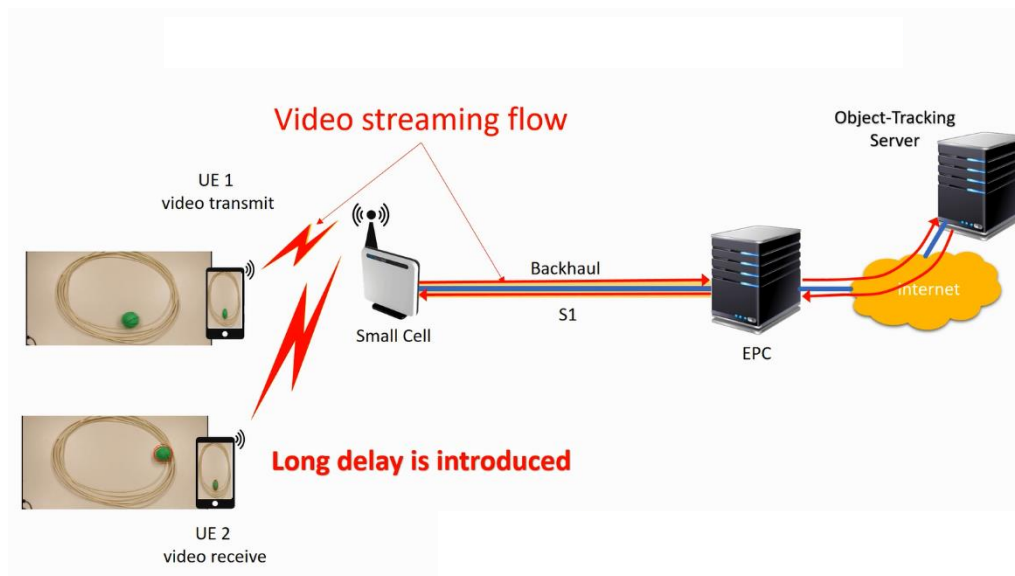 Video streaming flow
Object-Tracking
Server
UE 1
video transmit
Backhaul
Internet
S1
Small Cell
EPC
Long delay is introduced
UE 2
video receive